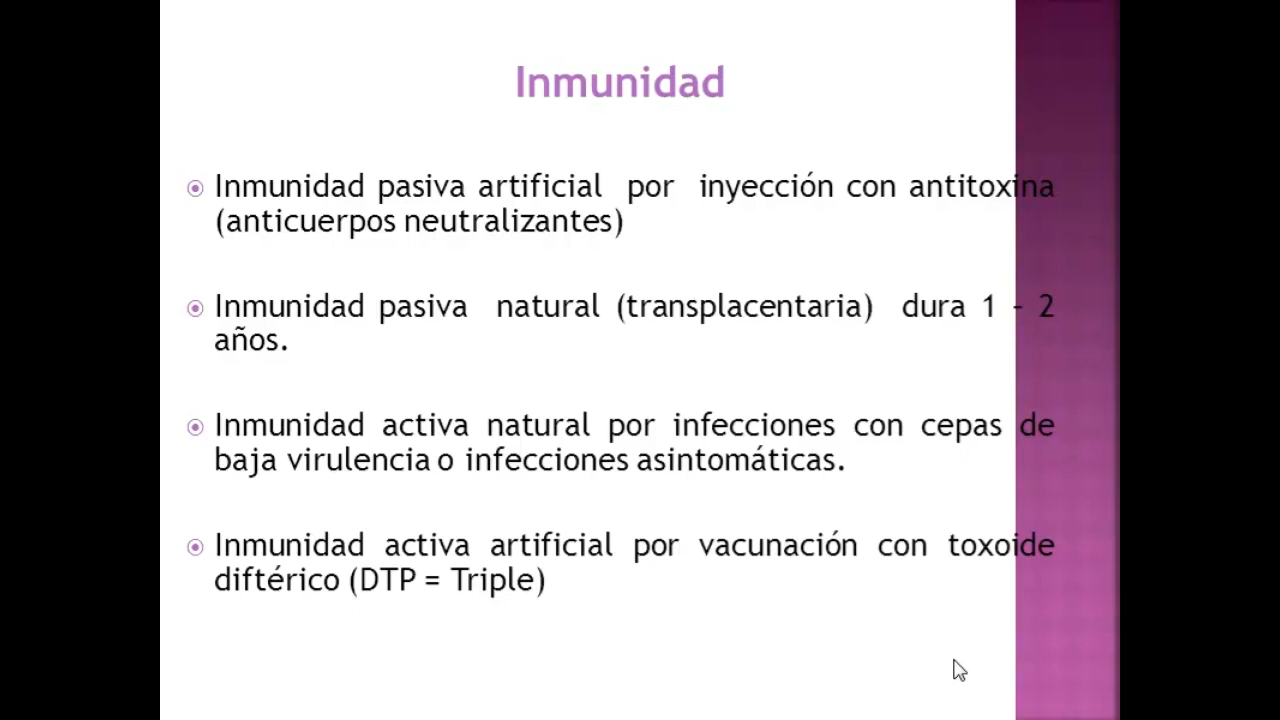 Inmunidad
Inmunidad pasiva artificial por inyección con antitoxina
(anticuerpos neutralizantes)
Inmunidad pasiva natural (transplacentaria) dura 1 – 2
años.
Inmunidad activa natural por infecciones con cepas de
baja virulencia o infecciones asintomáticas.
Inmunidad activa artificial por vacunación con toxoide
diftérico (DTP = Triple)